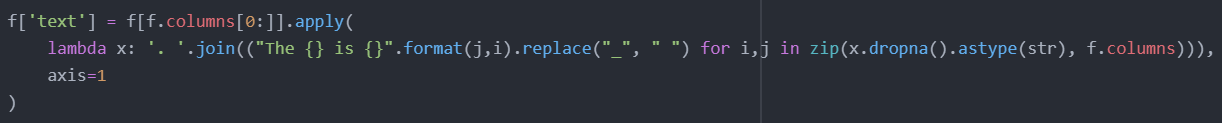 f['text'] = f[f.columns[0:]].apply(
    lambda x: '. '.join(("The {} is {}".format(j,i).replace("_", " ") for i,j in zip(x.dropna().astype(str), f.columns))),
    axis=1
)